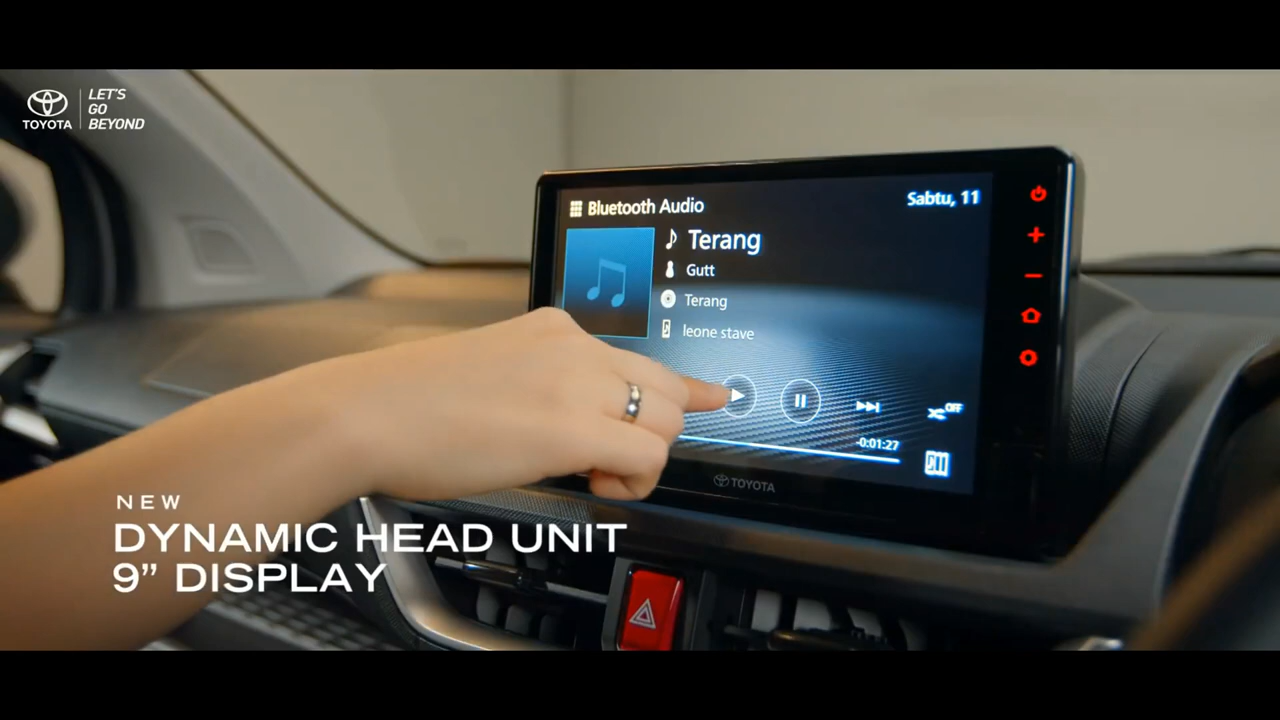 TOYOTA
LET'S
GO
BEYOND
Bluetooth Audio
Sabtu, 11
Terang
Gutt
Terang
leone stave
OFF
-0:01:27
TOYOTA
NEW
DYNAMIC HEAD UNIT
9” DISPLAY